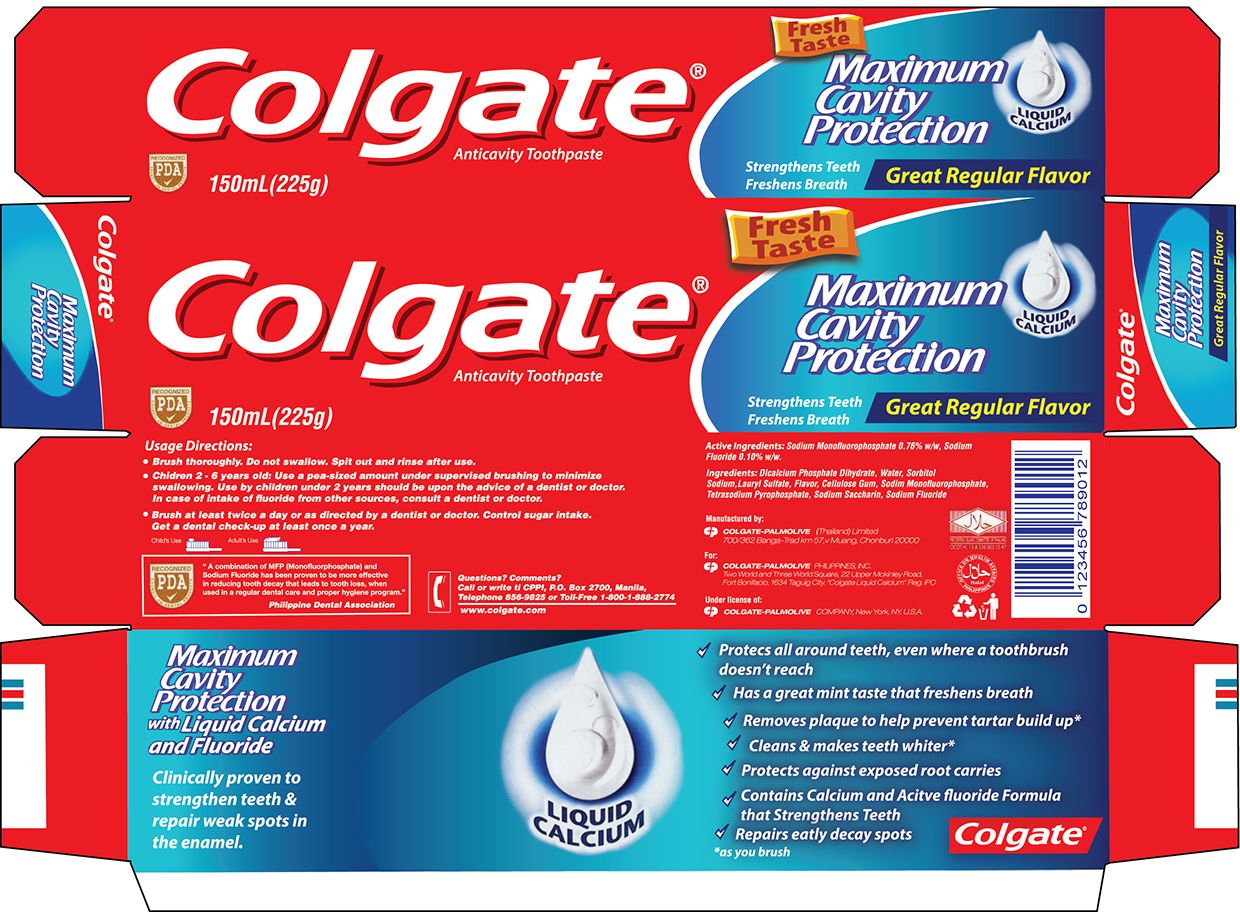 Fresh
Taste
Colgate®
Maximum
Cavity
Protection
LIQUID
CALCIUM
Anticavity Toothpaste
RECOGNIZED
PDA
150mL(225g)
Strengthens Teeth
Freshens Breath
Great Regular Flavor
Colgate®
Maximum
Cavity
Protection
Fresh
Taste
Colgate®
Maximum
Cavity
Protection
LIQUID
CALCIUM
Anticavity Toothpaste
RECOGNIZED
PDA
150mL(225g)
Strengthens Teeth
Freshens Breath
Great Regular Flavor
Colgate®
Maximum
Cavity
Protection
Great Regular Flavor
Usage Directions:
• Brush thoroughly. Do not swallow. Spit out and rinse after use.
• Chidren 2 - 6 years old: Use a pea-sized amount under supervised brushing to minimize
swallowing. Use by children under 2 years should be upon the advice of a dentist or doctor.
In case of intake of fluoride from other sources, consult a dentist or doctor.
• Brush at least twice a day or as directed by a dentist or doctor. Control sugar intake.
Get a dental check-up at least once a year.
Child's Use
Adult's Use
RECOGNIZED
PDA
" A combination of MFP (Monofluorphosphate) and
Sodium Fluoride has been proven to be more effective
in reducing tooth decay that leads to tooth loss, when
used in a regular dental care and proper hygiene program."
Philippine Dental Association
Questions? Comments?
Call or write ti CPPI, P.O. Box 2700, Manila,
Telephone 856-9825 or Toll-Free 1-800-1-888-2774
www.colgate.com
Active Ingredients: Sodium Monofluorophosphate 0.76% w/w, Sodium
Fluoride 0.10% w/w.
Ingredients: Dicalcium Phosphate Dihydrate, Water, Sorbitol
Sodium,Lauryl Sulfate, Flavor, Cellulose Gum, Sodim Monofluorophosphate,
Tetrasodium Pyrophosphate, Sodium Saccharin, Sodium Fluoride
Manufactured by:
COLGATE-PALMOLIVE (Thailand) Limited
700/362 Banga-Trad km 57,v Muang, Chonburl 20000
For:
COLGATE-PALMOLIVE PHILIPPINES, INC.
Two World and Three World Square, 22 Upper Mckinley Road,
Fort Bonifiacio, 1634 Taguig City. "Colgate Liquid Calcium" Reg. IPO
Under license of:
COLGATE-PALMOLIVE COMPANY, New York, NY. U.S.A.
حلال
حلال
Halal
0 123456 789012
Maximum
Cavity
Protection
with Liquid Calcium
and Fluoride
Clinically proven to
strengthen teeth &
repair weak spots in
the enamel.
LIQUID
CALCIUM
Protecs all around teeth, even where a toothbrush
doesn't reach
Has a great mint taste that freshens breath
Removes plaque to help prevent tartar build up*
Cleans & makes teeth whiter*
Protects against exposed root carries
Contains Calcium and Acitve fluoride Formula
that Strengthens Teeth
Repairs eatly decay spots
*as you brush
Colgate®